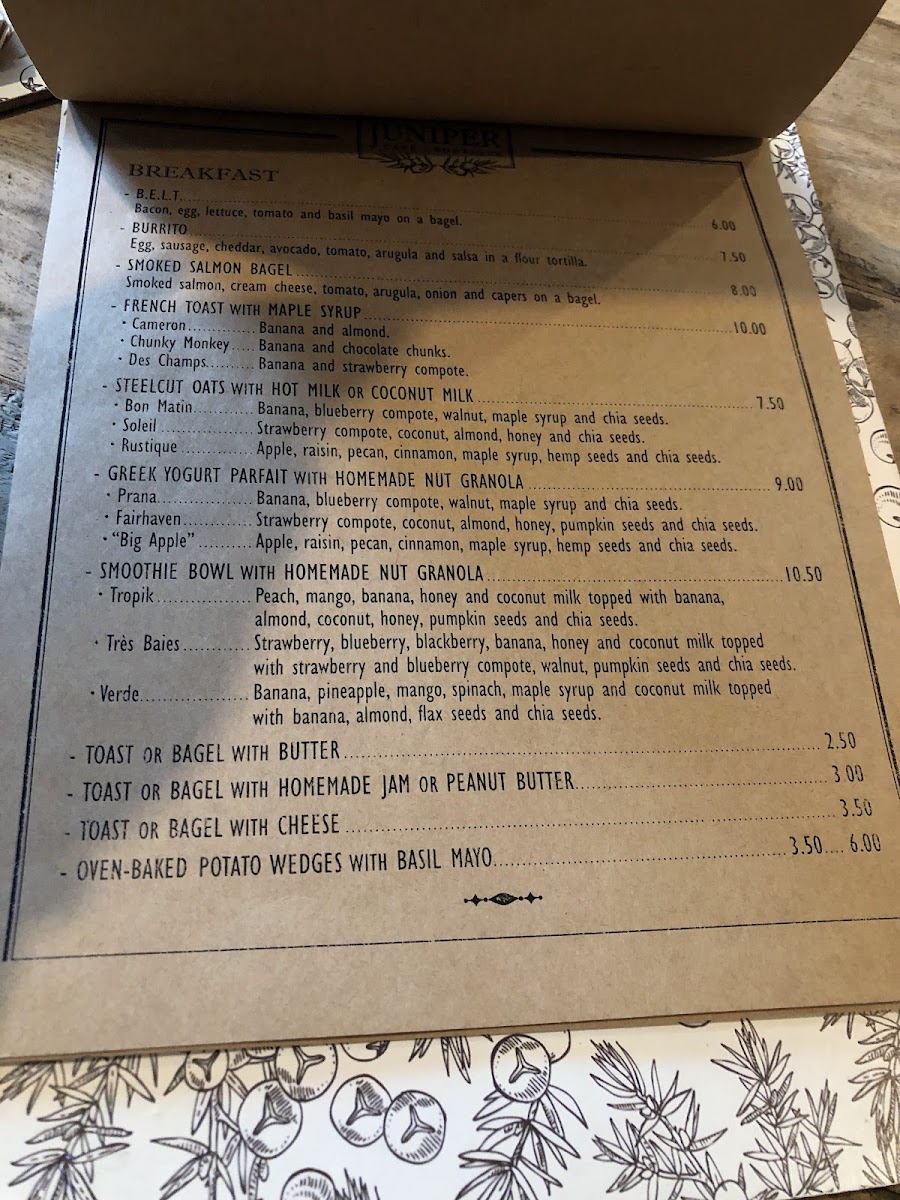 JUNIPER
BREAKFAST
- B.E.L.T. 6.00
Bacon, egg, lettuce, tomato and basil mayo on a bagel.
- BURRITO 7.50
Egg, sausage, cheddar, avocado, tomato, arugula and salsa in a flour tortilla.
- SMOKED SALMON BAGEL 8.00
Smoked salmon, cream cheese, tomato, arugula, onion and capers on a bagel.
- FRENCH TOAST WITH MAPLE SYRUP 10.00
• Cameron Banana and almond.
• Chunky Monkey Banana and chocolate chunks.
• Des Champs Banana and strawberry compote.
- STEELCUT OATS WITH HOT MILK OR COCONUT MILK 7.50
• Bon Matin Banana, blueberry compote, walnut, maple syrup and chia seeds.
• Soleil Strawberry compote, coconut, almond, honey and chia seeds.
• Rustique Apple, raisin, pecan, cinnamon, maple syrup, hemp seeds and chia seeds.
- GREEK YOGURT PARFAIT WITH HOMEMADE NUT GRANOLA 9.00
• Prana Banana, blueberry compote, walnut, maple syrup and chia seeds.
• Fairhaven Strawberry compote, coconut, almond, honey, pumpkin seeds and chia seeds.
• "Big Apple" Apple, raisin, pecan, cinnamon, maple syrup, hemp seeds and chia seeds.
- SMOOTHIE BOWL WITH HOMEMADE NUT GRANOLA 10.50
• Tropik Peach, mango, banana, honey and coconut milk topped with banana,
almond, coconut, honey, pumpkin seeds and chia seeds.
• Très Baies Strawberry, blueberry, blackberry, banana, honey and coconut milk topped
with strawberry and blueberry compote, walnut, pumpkin seeds and chia seeds.
• Verde Banana, pineapple, mango, spinach, maple syrup and coconut milk topped
with banana, almond, flax seeds and chia seeds.
- TOAST OR BAGEL WITH BUTTER 2.50
- TOAST OR BAGEL WITH HOMEMADE JAM OR PEANUT BUTTER 3.00
- TOAST OR BAGEL WITH CHEESE 3.50
- OVEN-BAKED POTATO WEDGES WITH BASIL MAYO 3.50.... 6.00